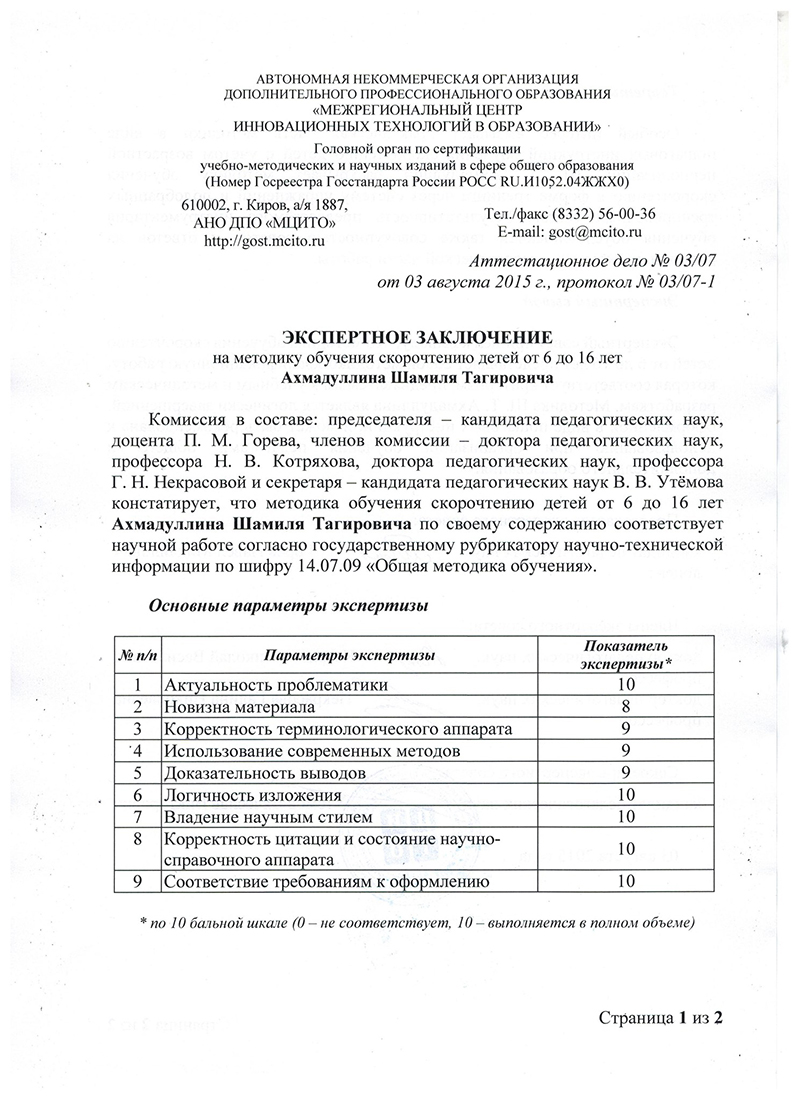 АВТОНОМНАЯ НЕКОММЕРЧЕСКАЯ ОРГАНИЗАЦИЯ
ДОПОЛНИТЕЛЬНОГО ПРОФЕССИОНАЛЬНОГО ОБРАЗОВАНИЯ
«МЕЖРЕГИОНАЛЬНЫЙ ЦЕНТР
ИННОВАЦИОННЫХ ТЕХНОЛОГИЙ В ОБРАЗОВАНИИ»
Головной орган по сертификации
учебно-методических и научных изданий в сфере общего образования
(Номер Госреестра Госстандарта России РОСС RU.И1052.04ЖЖХ0)
610002, г. Киров, а/я 1887,
АНО ДПО «МЦИТО»
http://gost.mcito.ru
Тел./факс (8332) 56-00-36
E-mail: gost@mcito.ru
Аттестационное дело № 03/07
от 03 августа 2015 г., протокол № 03/07-1
ЭКСПЕРТНОЕ ЗАКЛЮЧЕНИЕ
на методику обучения скорочтению детей от 6 до 16 лет
Ахмадуллина Шамиля Тагировича
Комиссия в составе: председателя – кандидата педагогических наук,
доцента П. М. Горева, членов комиссии – доктора педагогических наук,
профессора Н. В. Котряхова, доктора педагогических наук, профессора
Г. Н. Некрасовой и секретаря – кандидата педагогических наук В. В. Утёмова
констатирует, что методика обучения скорочтению детей от 6 до 16 лет
Ахмадуллина Шамиля Тагировича по своему содержанию соответствует
научной работе согласно государственному рубрикатору научно-технической
информации по шифру 14.07.09 «Общая методика обучения».
Основные параметры экспертизы
№ п/п Параметры экспертизы Показатель
экспертизы*
1 Актуальность проблематики 10
2 Новизна материала 8
3 Корректность терминологического аппарата 9
4 Использование современных методов 9
5 Доказательность выводов 9
6 Логичность изложения 10
7 Владение научным стилем 10
8 Корректность цитации и состояние научно-
справочного аппарата 10
9 Соответствие требованиям к оформлению 10
* по 10 бальной шкале (0 – не соответствует, 10 – выполняется в полном объеме)
Страница 1 из 2